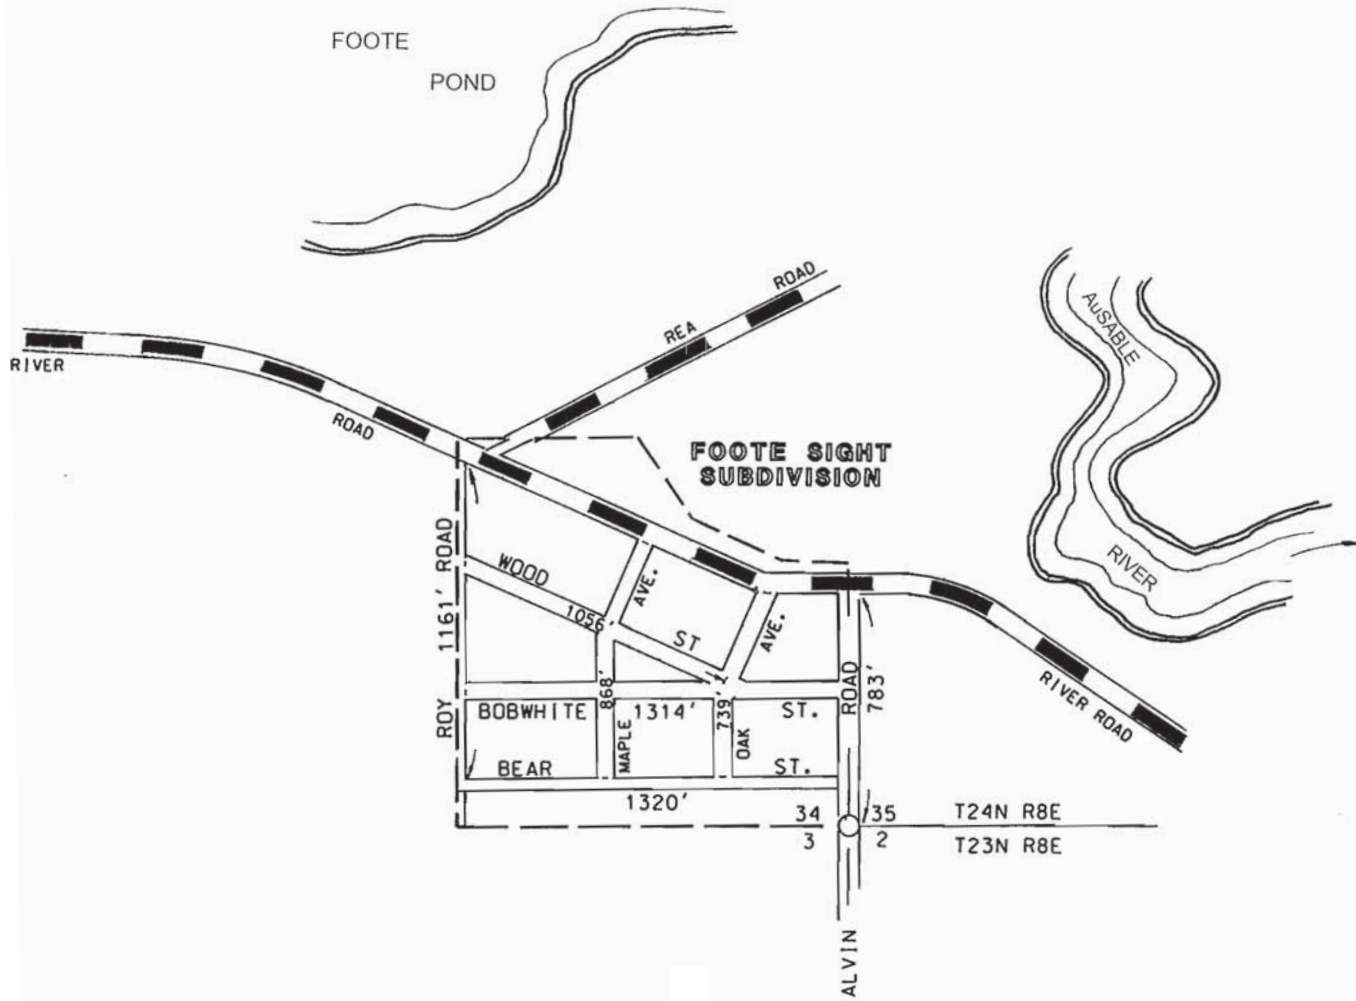 FOOTE
POND
AuSABLE
RIVER
RIVER
ROAD
REA
ROAD
FOOTE SIGHT
SUBDIVISION
ROY
1161'
ROAD
WOOD
1056'
ST
AVE.
AVE.
868'
739'
MAPLE
OAK
BOBWHITE
1314'
ST.
BEAR
ST.
1320'
ROAD
783'
RIVER ROAD
34
35
3
2
T24N R8E
T23N R8E
ALVIN